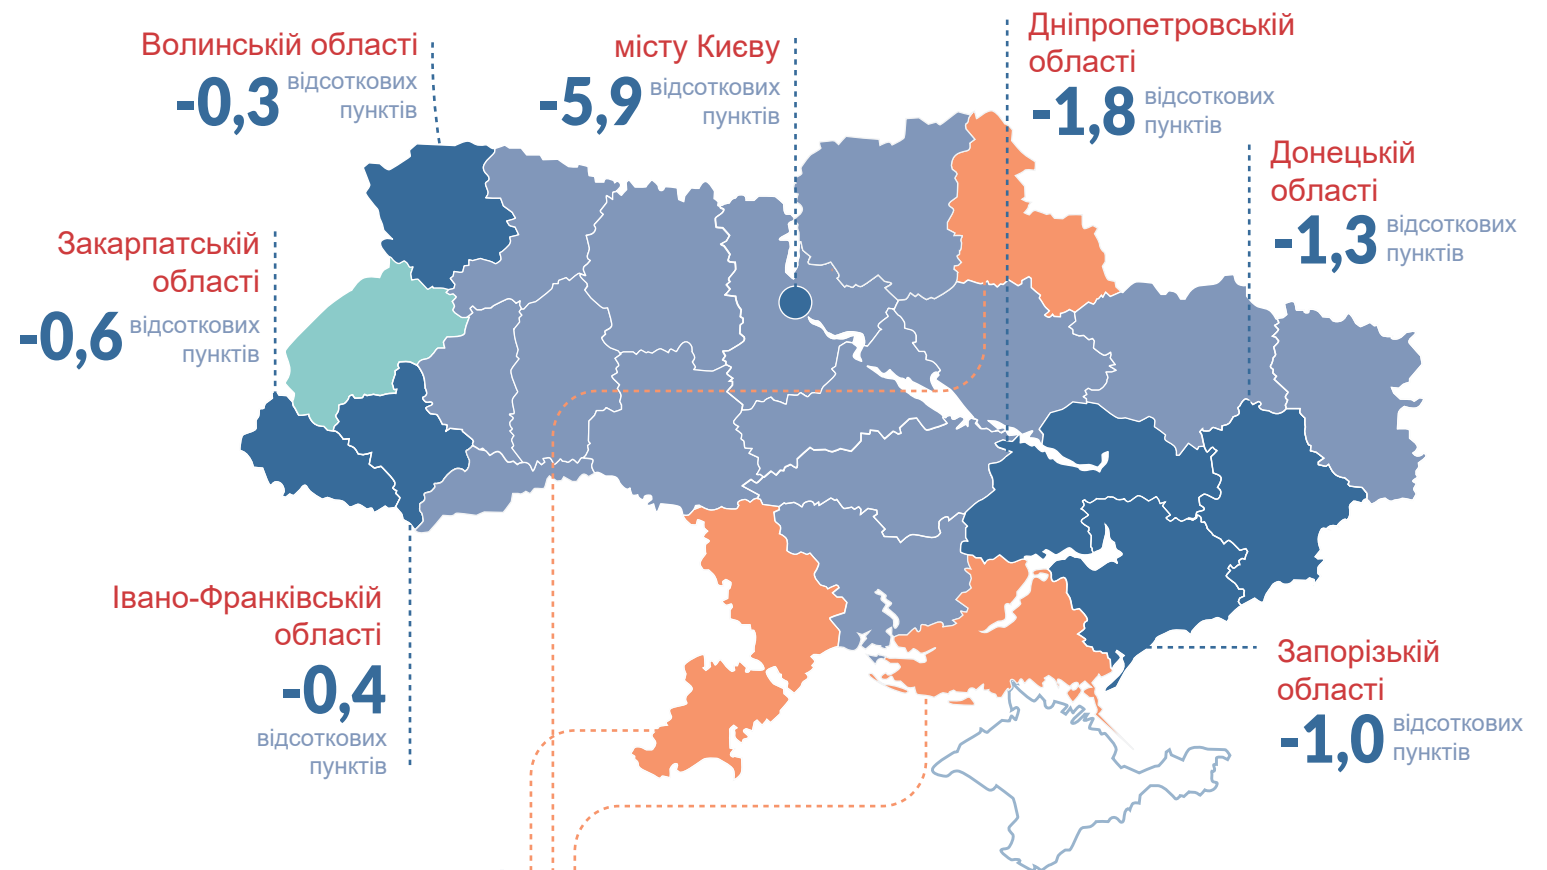 Волинській області
-0,3 відсоткових
пунктів
місту Києву
-5,9 відсоткових
пунктів
Дніпропетровській
області
-1,8 відсоткових
пунктів
Донецькій
області
-1,3 відсоткових
пунктів
Закарпатській
області
-0,6 відсоткових
пунктів
Івано-Франківській
області
-0,4
відсоткових
пунктів
Запорізькій
області
-1,0 відсоткових
пунктів